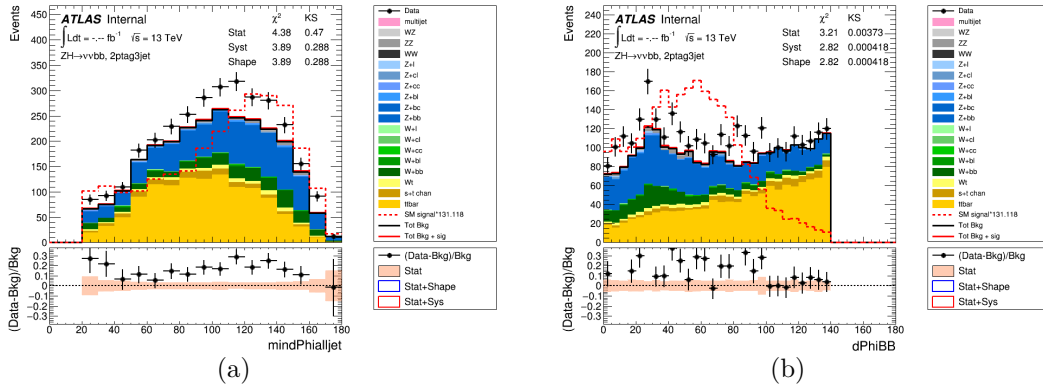 Events
450
400
350
300
250
200
150
100
50
0
ATLAS Internal
∫Ldt = -.-- fb⁻¹ √s = 13 TeV
ZH→ννbb, 2ptag3jet
χ² KS
Stat 4.38 0.47
Syst 3.89 0.288
Shape 3.89 0.288
(Data-Bkg)/Bkg
0.3
0.2
0.1
0
-0.1
-0.2
-0.3
0 20 40 60 80 100 120 140 160 180
mindPhialljet
Data
multijet
WZ
ZZ
WW
Z+l
Z+cl
Z+cc
Z+bl
Z+bc
Z+bb
W+l
W+cl
W+cc
W+bl
W+bb
Wt
s+t chan
ttbar
SM signal*131.118
Tot Bkg
Tot Bkg + sig
(Data-Bkg)/Bkg
Stat
Stat+Shape
Stat+Sys
(a)
Events
240
220
200
180
160
140
120
100
80
60
40
20
0
ATLAS Internal
∫Ldt = -.-- fb⁻¹ √s = 13 TeV
ZH→ννbb, 2ptag3jet
χ² KS
Stat 3.21 0.00373
Syst 2.82 0.000418
Shape 2.82 0.000418
(Data-Bkg)/Bkg
0.3
0.2
0.1
0
-0.1
-0.2
-0.3
0 20 40 60 80 100 120 140 160 180
dPhiBB
Data
multijet
WZ
ZZ
WW
Z+l
Z+cl
Z+cc
Z+bl
Z+bc
Z+bb
W+l
W+cl
W+cc
W+bl
W+bb
Wt
s+t chan
ttbar
SM signal*131.118
Tot Bkg
Tot Bkg + sig
(Data-Bkg)/Bkg
Stat
Stat+Shape
Stat+Sys
(b)